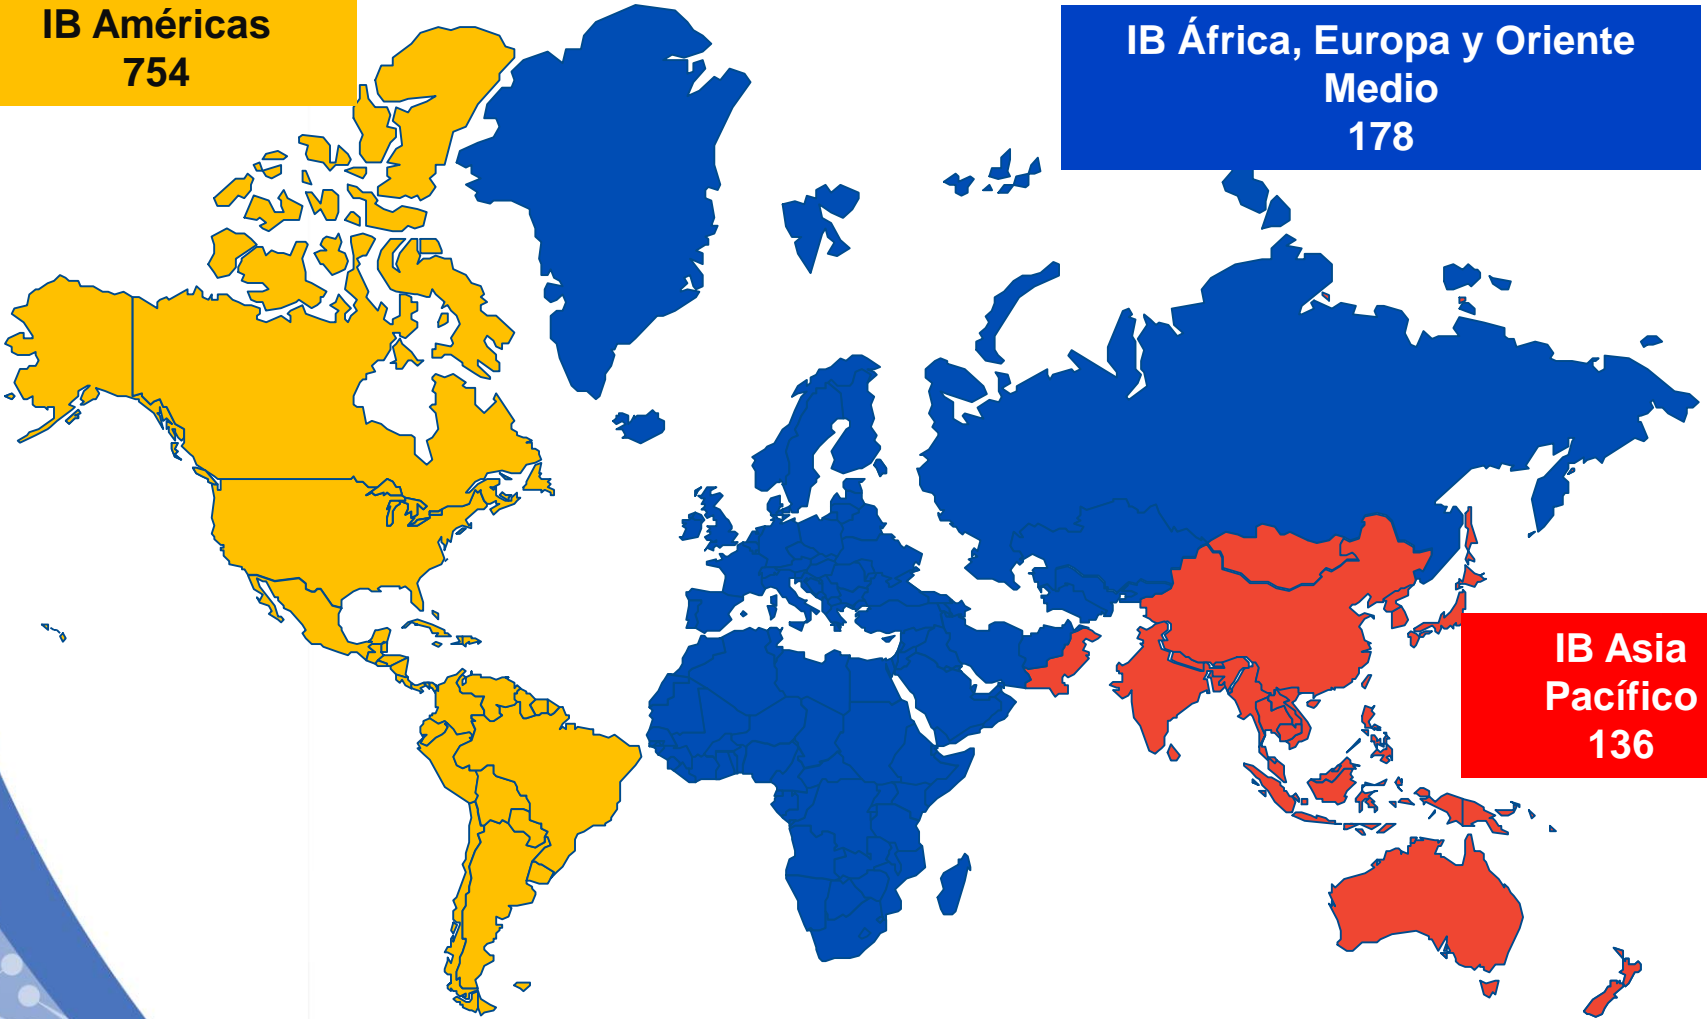 IB Américas
754
IB África, Europa y Oriente
Medio
178
IB Asia
Pacífico
136